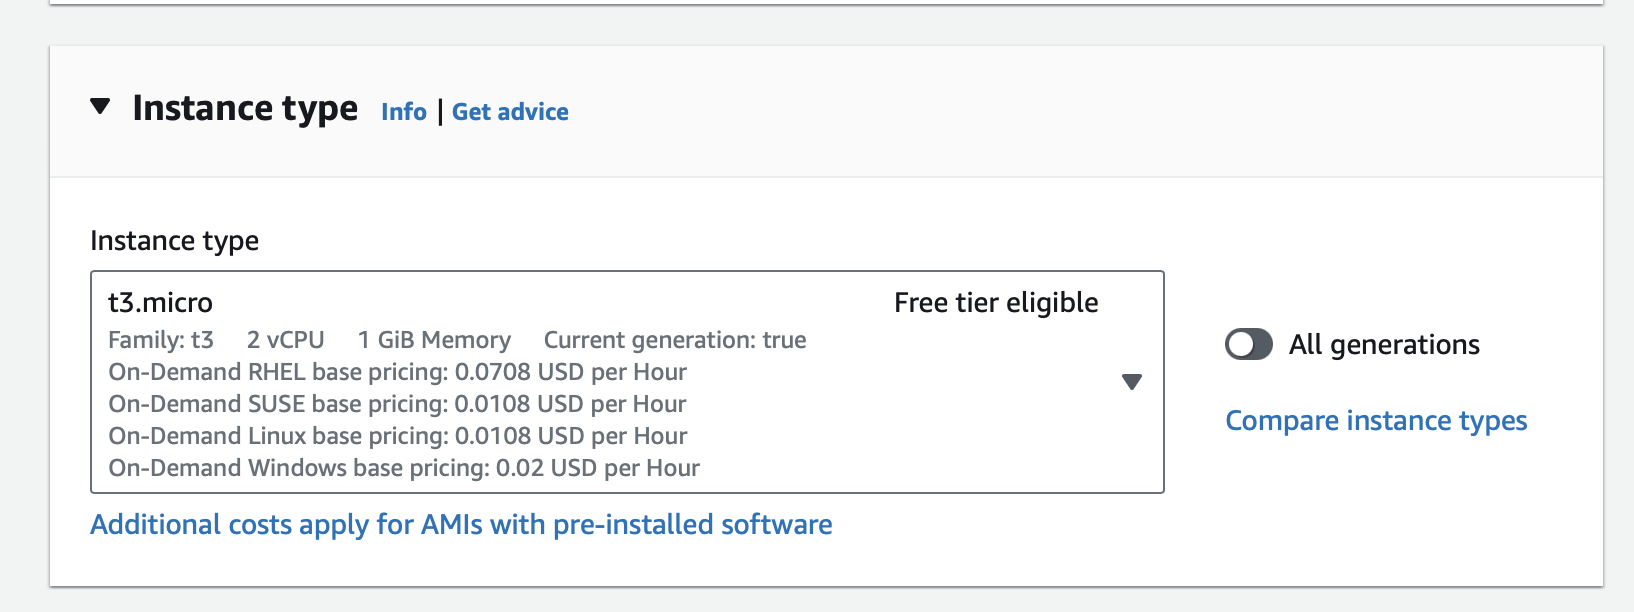 Instance type Info | Get advice
Instance type
t3.micro Free tier eligible
Family: t3 2 vCPU 1 GiB Memory Current generation: true
On-Demand RHEL base pricing: 0.0708 USD per Hour
On-Demand SUSE base pricing: 0.0108 USD per Hour
On-Demand Linux base pricing: 0.0108 USD per Hour
On-Demand Windows base pricing: 0.02 USD per Hour
All generations
Compare instance types
Additional costs apply for AMIs with pre-installed software